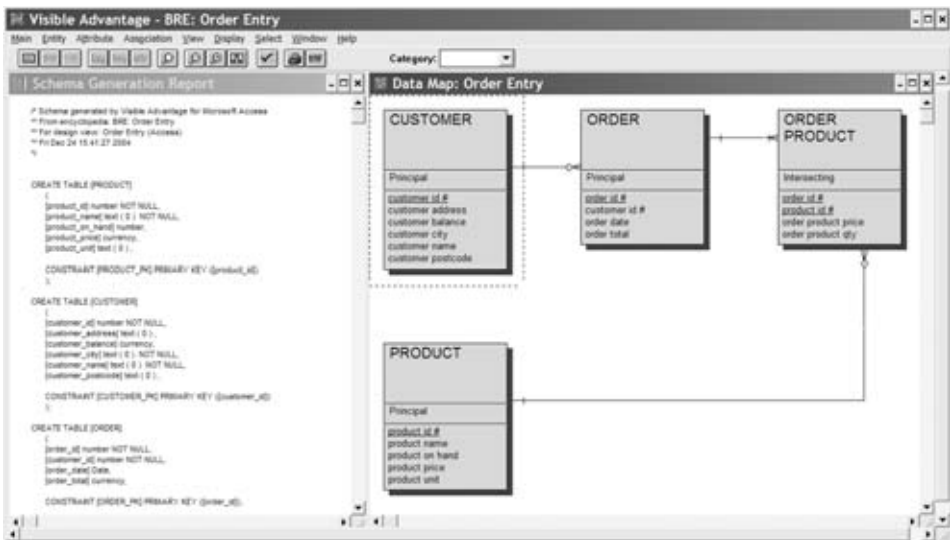 Visible Advantage - BRE: Order Entry
Main Entity Attribute Association View Display Select Window Help
Category:
Schema Generation Report
/* Schema generated by Visible Advantage for Microsoft Access
** From encyclopedia: BRE: Order Entry
** For design view: Order Entry (Access)
** Fri Dec 24 15:41:27 2004
*/
CREATE TABLE [PRODUCT]
(
[product_id] number NOT NULL,
[product_name] text ( 0 ) NOT NULL,
[product_on_hand] number,
[product_price] currency,
[product_unit] text ( 0 ),
CONSTRAINT [PRODUCT_PK] PRIMARY KEY ([product_id])
);
CREATE TABLE [CUSTOMER]
(
[customer_id] number NOT NULL,
[customer_address] text ( 0 ),
[customer_balance] currency,
[customer_city] text ( 0 ) NOT NULL,
[customer_name] text ( 0 ) NOT NULL,
[customer_postcode] text ( 0 ),
CONSTRAINT [CUSTOMER_PK] PRIMARY KEY ([customer_id])
);
CREATE TABLE [ORDER]
(
[order_id] number NOT NULL,
[customer_id] number NOT NULL,
[order_date] Date,
[order_total] currency,
CONSTRAINT [ORDER_PK] PRIMARY KEY ([order_id]),
Data Map: Order Entry
CUSTOMER
Principal
customer id #
customer address
customer balance
customer city
customer name
customer postcode
ORDER
Principal
order id #
customer id #
order date
order total
ORDER
PRODUCT
Intersecting
order id #
product id #
order product price
order product qty
PRODUCT
Principal
product id #
product name
product on hand
product price
product unit